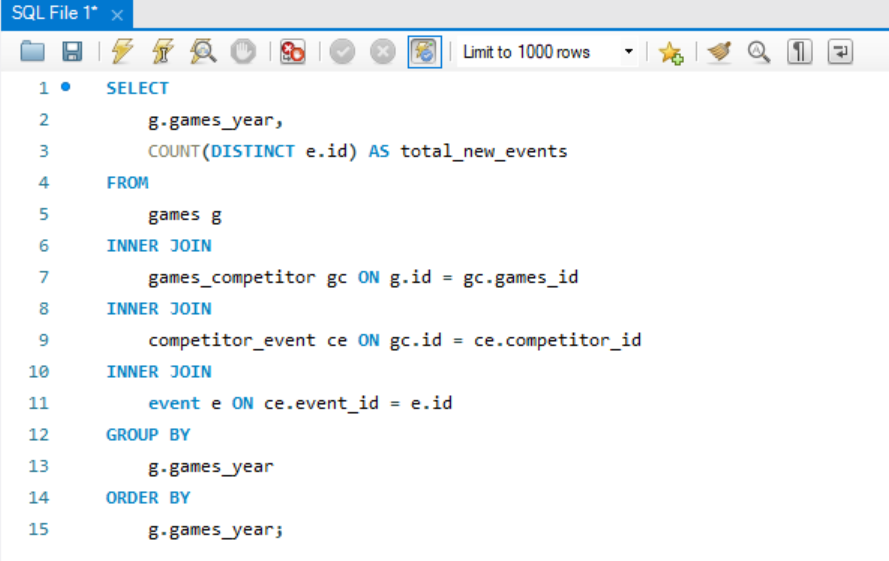 SQL File 1*
Limit to 1000 rows
1 SELECT
2 g.games_year,
3 COUNT(DISTINCT e.id) AS total_new_events
4 FROM
5 games g
6 INNER JOIN
7 games_competitor gc ON g.id = gc.games_id
8 INNER JOIN
9 competitor_event ce ON gc.id = ce.competitor_id
10 INNER JOIN
11 event e ON ce.event_id = e.id
12 GROUP BY
13 g.games_year
14 ORDER BY
15 g.games_year;